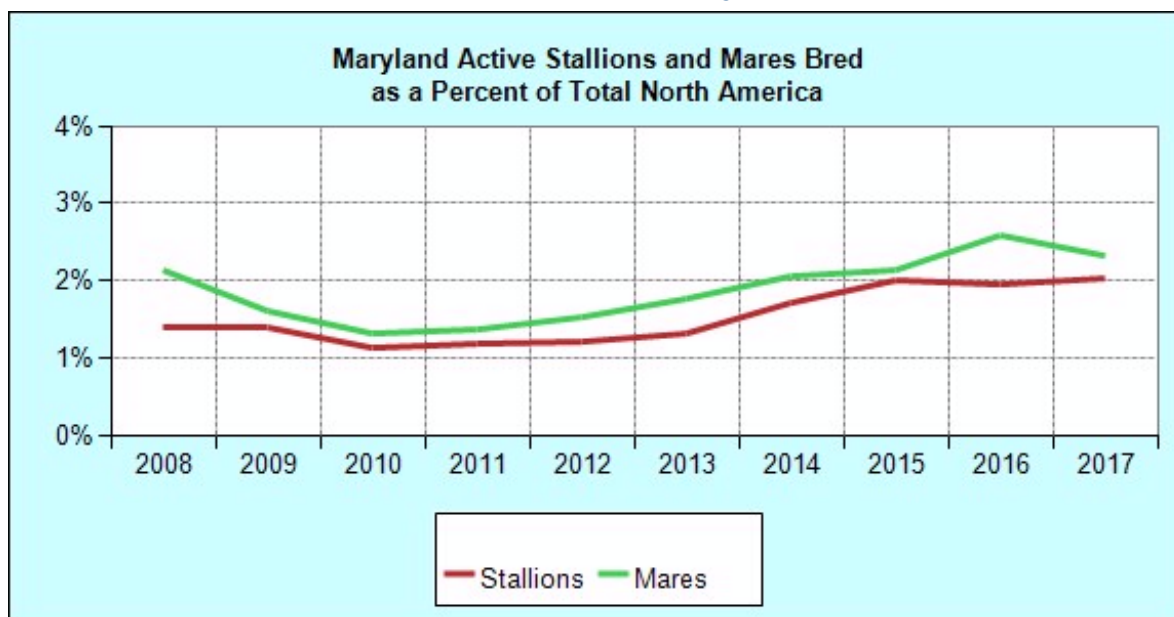 Maryland Active Stallions and Mares Bred
as a Percent of Total North America
4%
3%
2%
1%
0%
2008 2009 2010 2011 2012 2013 2014 2015 2016 2017
Stallions Mares